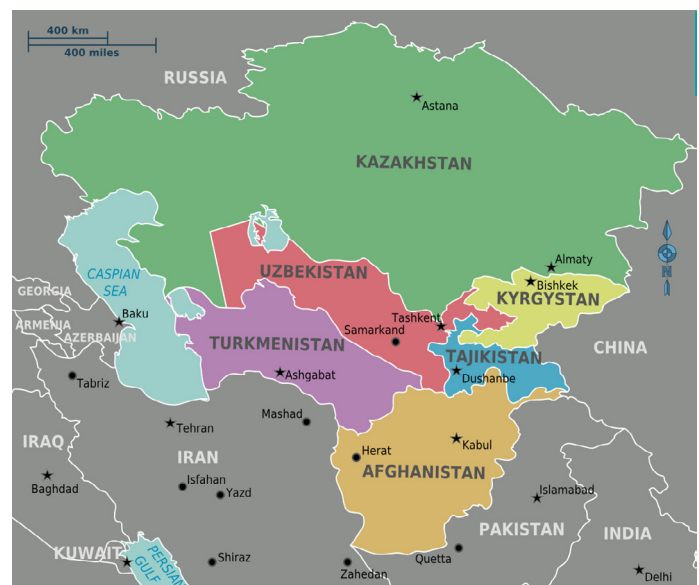 400 km
400 miles
RUSSIA
Astana
KAZAKHSTAN
CASPIAN
SEA
UZBEKISTAN
Almaty
Bishkek
GEORGIA
KYRGYSTAN
Baku
ARMENIA
AZERBAIJAN
Tashkent
Samarkand
TURKMENISTAN
CHINA
TAJIKISTAN
N
Tabriz
Ashgabat
Dushanbe
Mashad
Tehran
IRAQ
IRAN
Herat
Kabul
AFGHANISTAN
Baghdad
Isfahan
Yazd
Islamabad
PAKISTAN
INDIA
KUWAIT
PERSIAN
GULF
Shiraz
Zahedan
Quetta
Delhi